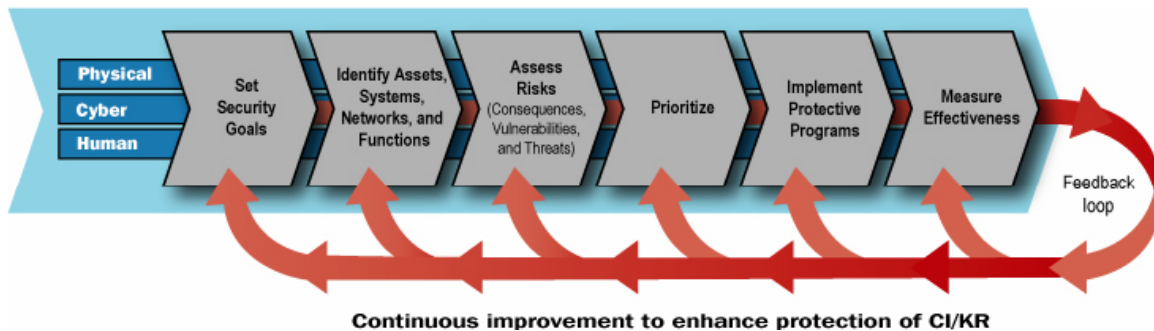 Physical
Cyber
Human
Set
Security
Goals
Identify Assets,
Systems,
Networks, and
Functions
Assess
Risks
(Consequences,
Vulnerabilities,
and Threats)
Prioritize
Implement
Protective
Programs
Measure
Effectiveness
Feedback
loop
Continuous improvement to enhance protection of CI/KR